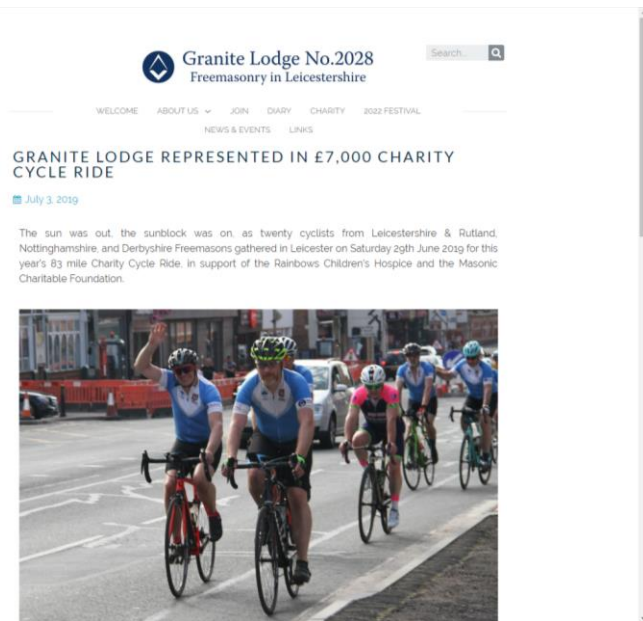 Granite Lodge No.2028
Freemasonry in Leicestershire
Search...
WELCOME ABOUT US JOIN DIARY CHARITY 2022 FESTIVAL
NEWS & EVENTS LINKS
GRANITE LODGE REPRESENTED IN £7,000 CHARITY
CYCLE RIDE
July 3, 2019
The sun was out, the sunblock was on, as twenty cyclists from Leicestershire & Rutland,
Nottinghamshire, and Derbyshire Freemasons gathered in Leicester on Saturday 29th June 2019 for this
year's 83 mile Charity Cycle Ride, in support of the Rainbows Children's Hospice and the Masonic
Charitable Foundation.